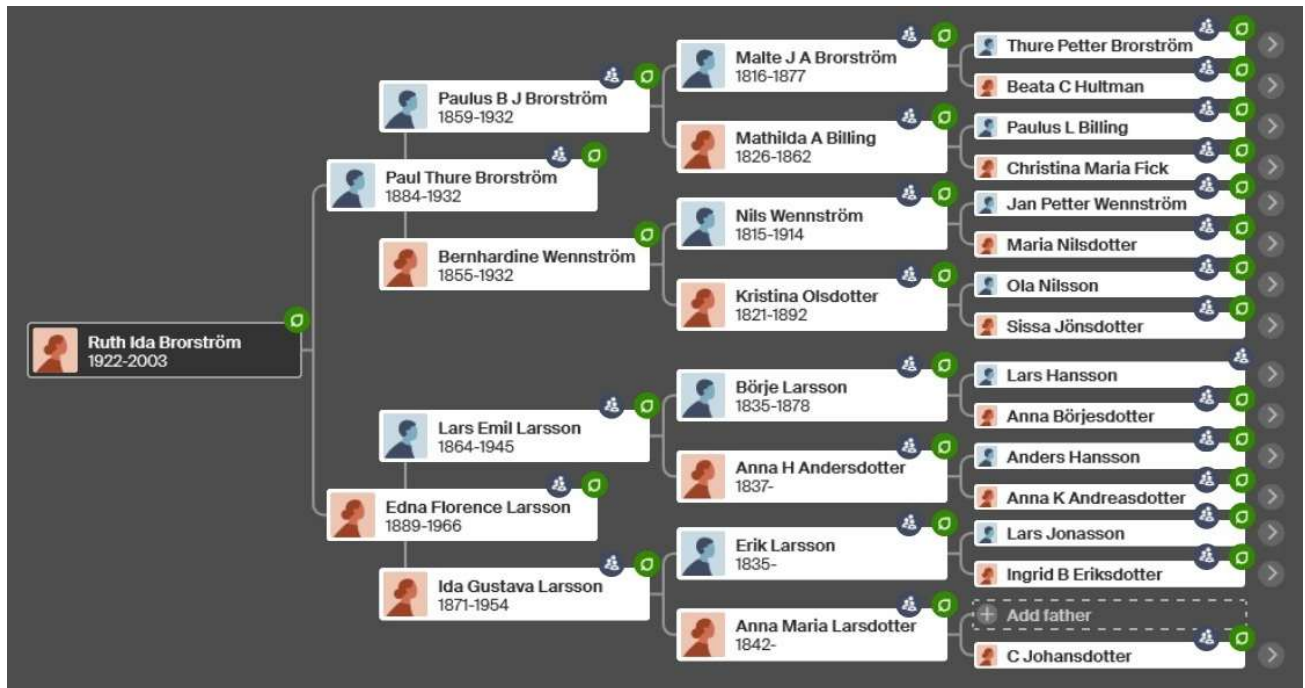 Ruth Ida Brorström
1922-2003
Paul Thure Brorström
1884-1932
Edna Florence Larsson
1889-1966
Paulus B J Brorström
1859-1932
Bernhardine Wennström
1855-1932
Lars Emil Larsson
1864-1945
Ida Gustava Larsson
1871-1954
Malte J A Brorström
1816-1877
Mathilda A Billing
1826-1862
Nils Wennström
1815-1914
Kristina Olsdotter
1821-1892
Börje Larsson
1835-1878
Anna H Andersdotter
1837-
Erik Larsson
1835-
Anna Maria Larsdotter
1842-
Thure Petter Brorström
Beata C Hultman
Paulus L Billing
Christina Maria Fick
Jan Petter Wennström
Maria Nilsdotter
Ola Nilsson
Sissa Jönsdotter
Lars Hansson
Anna Börjesdotter
Anders Hansson
Anna K Andreasdotter
Lars Jonasson
Ingrid B Eriksdotter
Add father
C Johansdotter